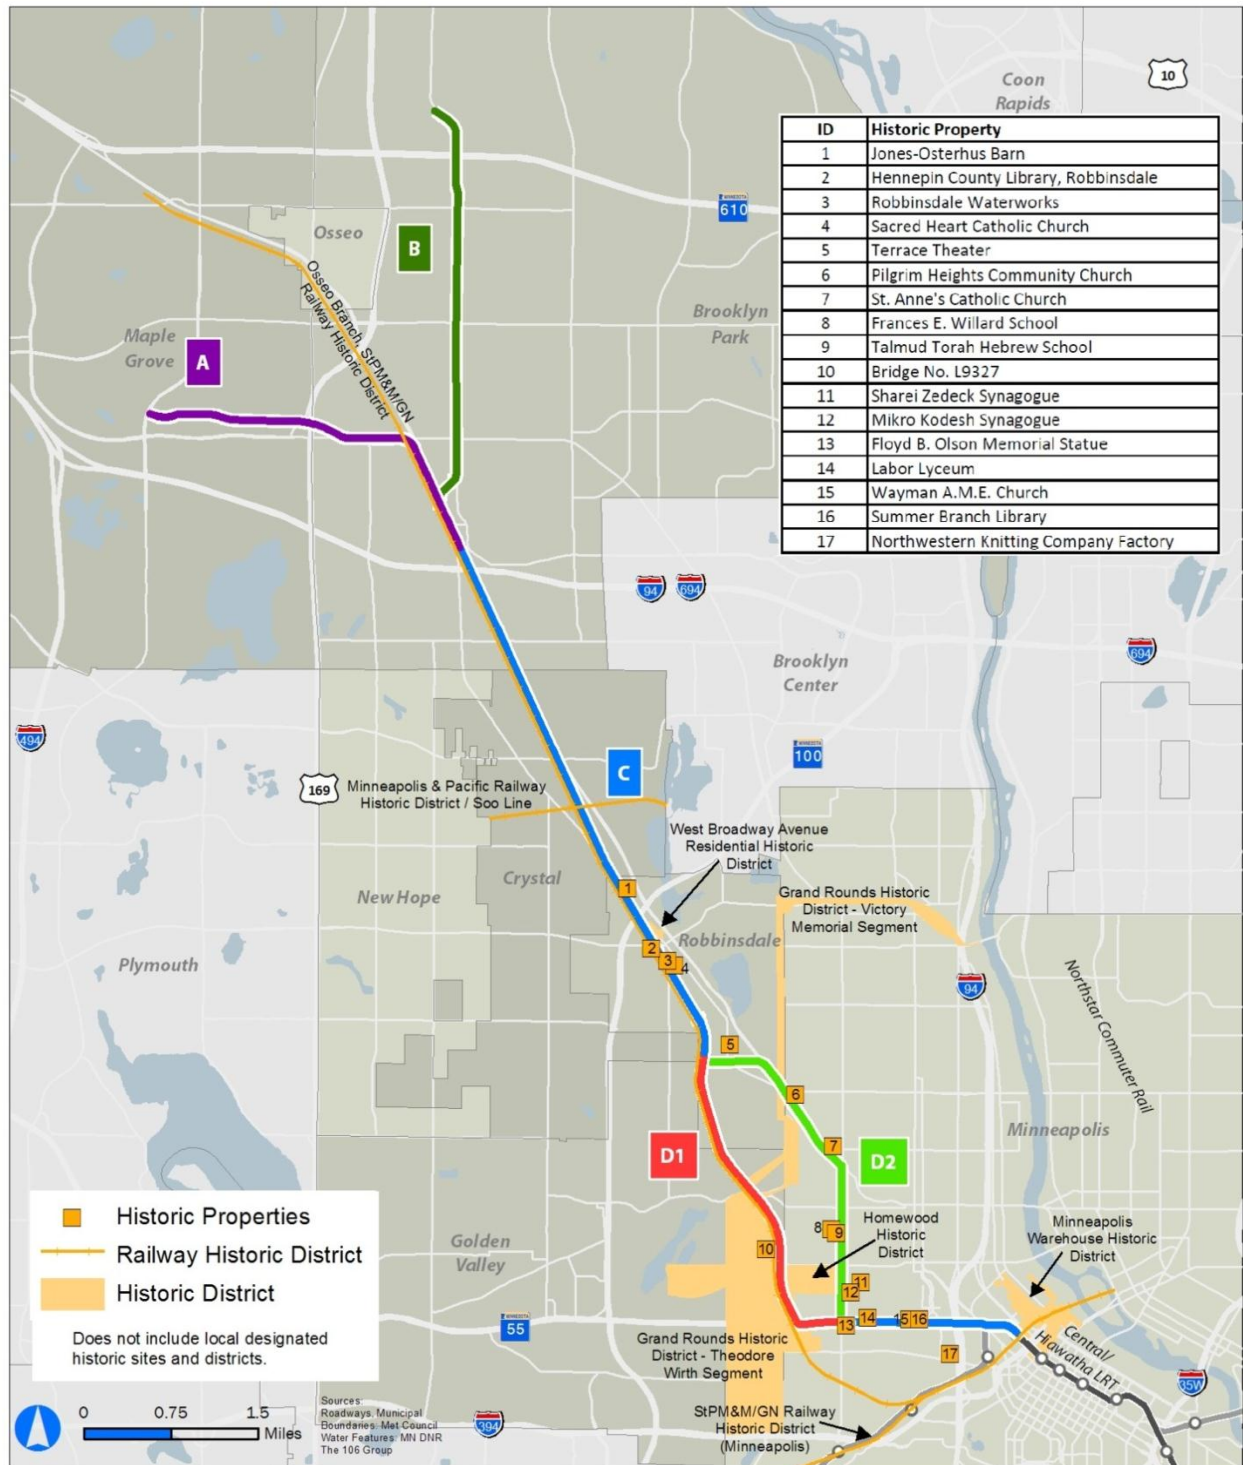 Coon
Rapids
10
ID Historic Property
1 Jones-Osterhus Barn
2 Hennepin County Library, Robbinsdale
3 Robbinsdale Waterworks
4 Sacred Heart Catholic Church
5 Terrace Theater
6 Pilgrim Heights Community Church
7 St. Anne's Catholic Church
8 Frances E. Willard School
9 Talmud Torah Hebrew School
10 Bridge No. L9327
11 Sharei Zedeck Synagogue
12 Mikro Kodesh Synagogue
13 Floyd B. Olson Memorial Statue
14 Labor Lyceum
15 Wayman A.M.E. Church
16 Summer Branch Library
17 Northwestern Knitting Company Factory
MINNESOTA
610
Osseo
B
Osseo Branch, StPM&M/GN
Railway Historic District
Maple
Grove
A
Brooklyn
Park
94
694
694
Brooklyn
Center
494
MINNESOTA
100
C
169
Minneapolis & Pacific Railway
Historic District / Soo Line
West Broadway Avenue
Residential Historic
District
Crystal
New Hope
1
Grand Rounds Historic
District - Victory
Memorial Segment
2
3
4
Robbinsdale
Plymouth
94
Northstar Commuter Rail
5
6
Minneapolis
7
D1
D2
8
9
10
Homewood
Historic
District
Minneapolis
Warehouse Historic
District
Golden
Valley
11
12
13
14
15
16
17
MINNESOTA
55
Grand Rounds Historic
District - Theodore
Wirth Segment
Central/
Hiawatha LRT
35W
StPM&M/GN Railway
Historic District
(Minneapolis)
394
Historic Properties
Railway Historic District
Historic District
Does not include local designated
historic sites and districts.
0 0.75 1.5
Miles
Sources:
Roadways, Municipal
Boundaries: Met Council
Water Features: MN DNR
The 106 Group